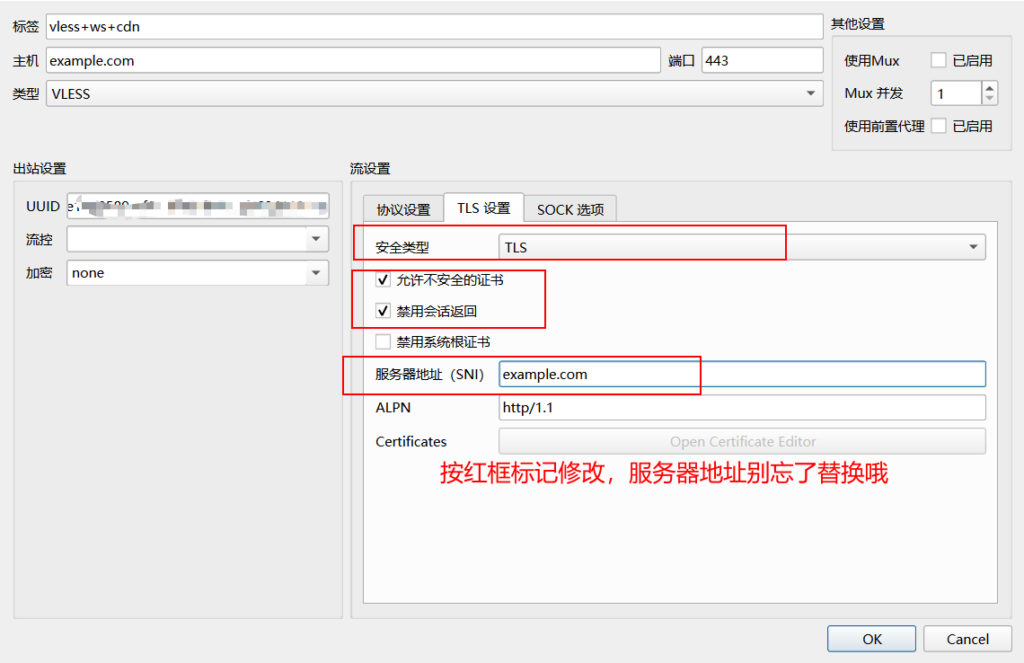 标签 vless+ws+cdn
其他设置
主机 example.com 端口 443
使用Mux 已启用
类型 VLESS
Mux 并发 1
使用前置代理 已启用
出站设置
流设置
UUID
流控
加密 none
协议设置 TLS 设置 SOCK 选项
安全类型 TLS
允许不安全的证书
禁用会话返回
禁用系统根证书
服务器地址（SNI） example.com
ALPN http/1.1
Certificates Open Certificate Editor
按红框标记修改，服务器地址别忘了替换哦
OK Cancel